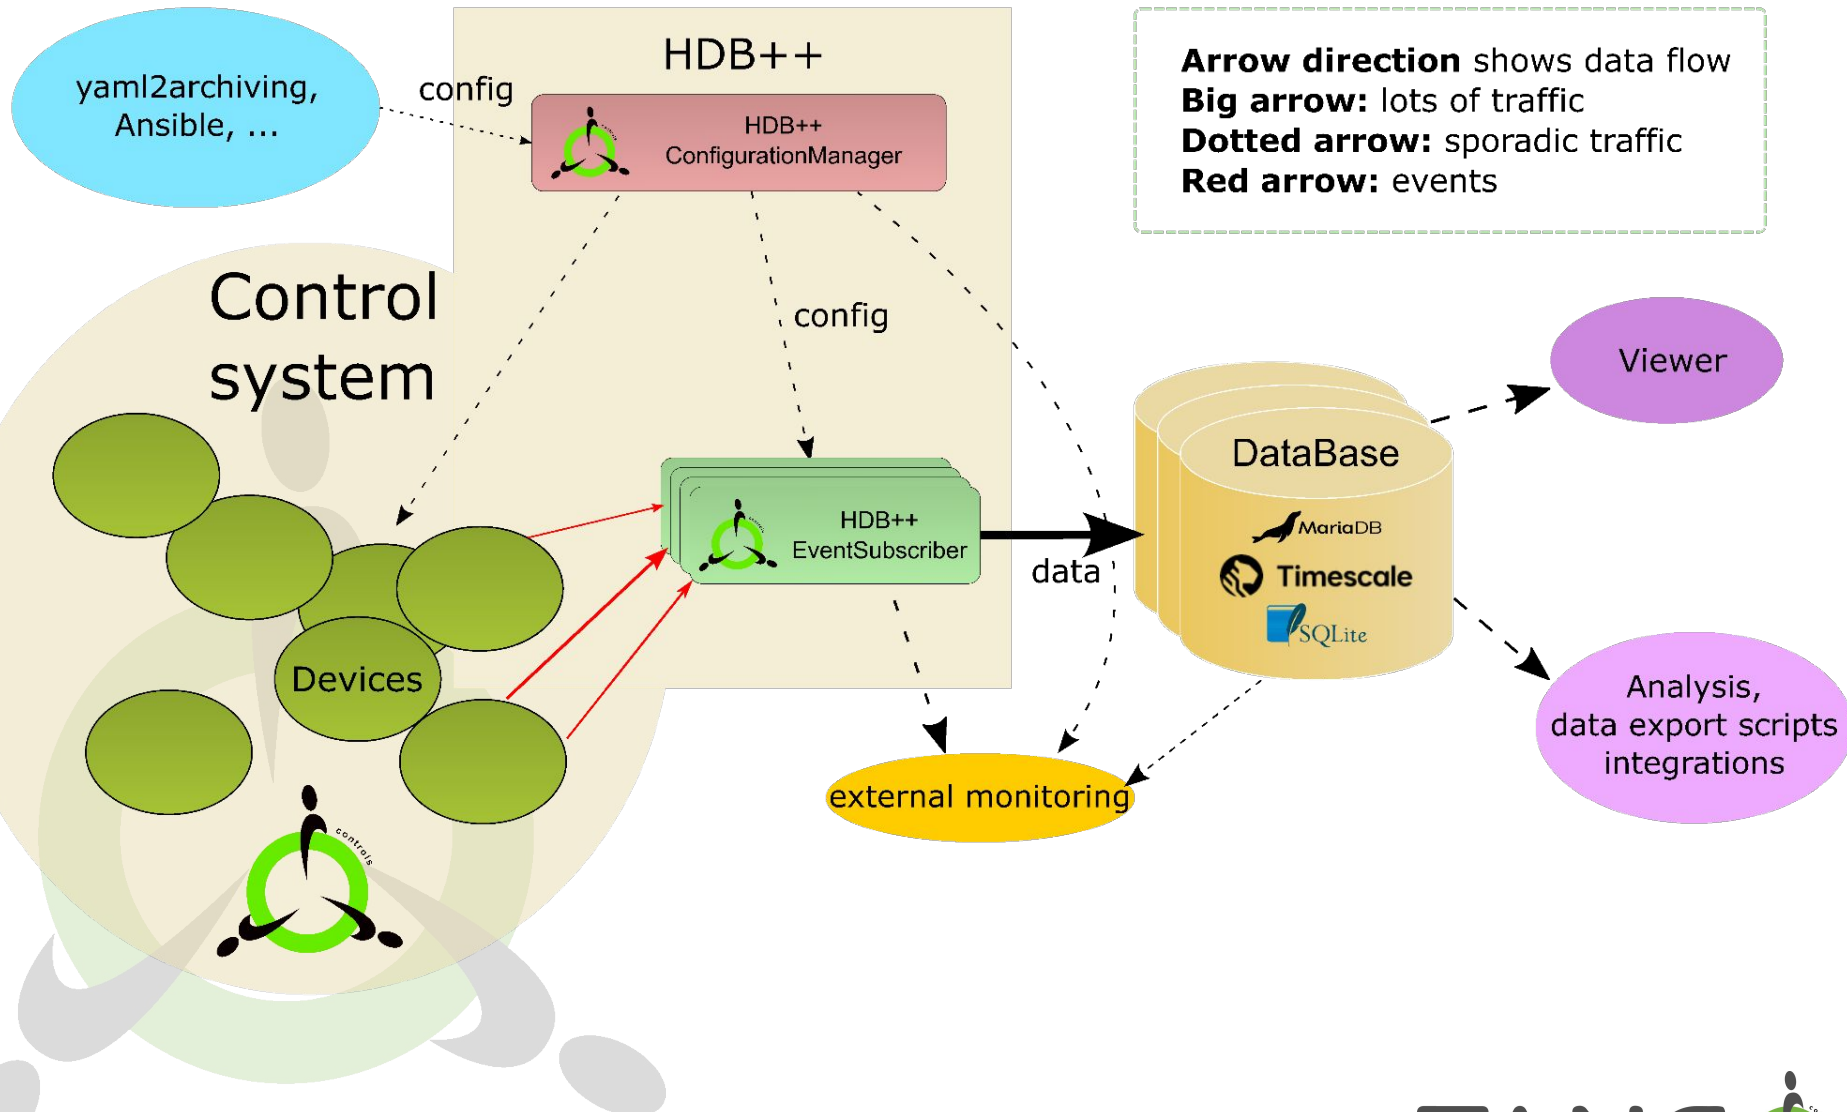 yaml2archiving,
Ansible, ...
config
HDB++
HDB++
ConfigurationManager
controls
Arrow direction shows data flow
Big arrow: lots of traffic
Dotted arrow: sporadic traffic
Red arrow: events
Control
system
config
Viewer
DataBase
MariaDB
Timescale
SQLite
HDB++
EventSubscriber
controls
data
Devices
Analysis,
data export scripts
integrations
external monitoring
controls